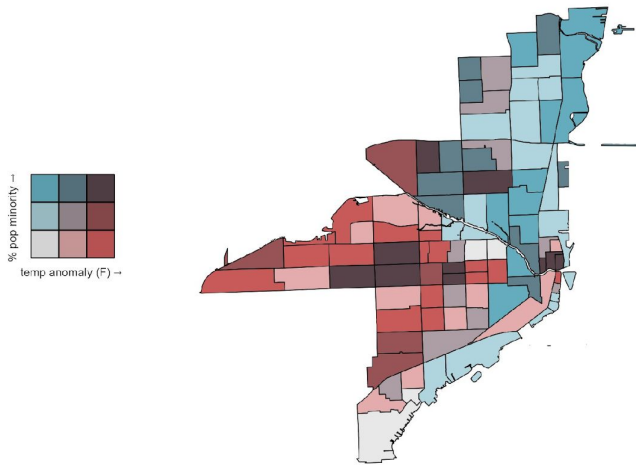 % pop minority →
temp anomaly (F) →